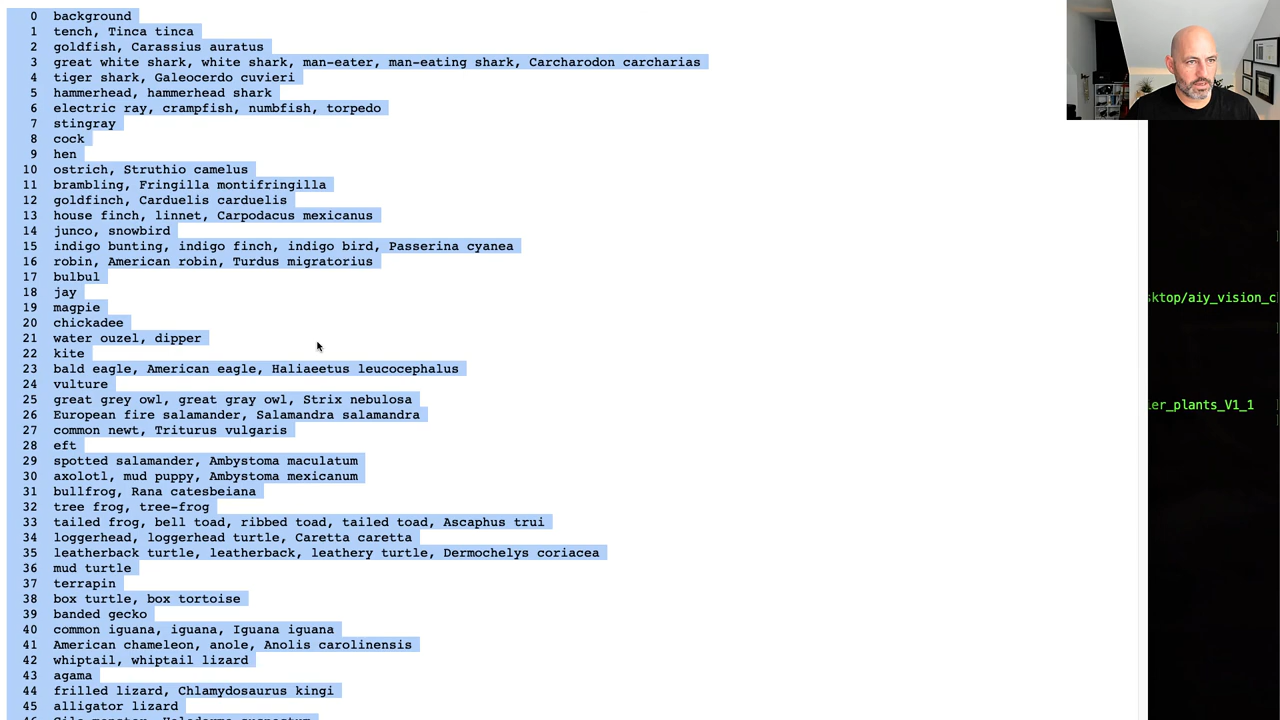 0 background
1 tench, Tinca tinca
2 goldfish, Carassius auratus
3 great white shark, white shark, man-eater, man-eating shark, Carcharodon carcharias
4 tiger shark, Galeocerdo cuvieri
5 hammerhead, hammerhead shark
6 electric ray, crampfish, numbfish, torpedo
7 stingray
8 cock
9 hen
10 ostrich, Struthio camelus
11 brambling, Fringilla montifringilla
12 goldfinch, Carduelis carduelis
13 house finch, linnet, Carpodacus mexicanus
14 junco, snowbird
15 indigo bunting, indigo finch, indigo bird, Passerina cyanea
16 robin, American robin, Turdus migratorius
17 bulbul
18 jay
19 magpie
20 chickadee
21 water ouzel, dipper
22 kite
23 bald eagle, American eagle, Haliaeetus leucocephalus
24 vulture
25 great grey owl, great gray owl, Strix nebulosa
26 European fire salamander, Salamandra salamandra
27 common newt, Triturus vulgaris
28 eft
29 spotted salamander, Ambystoma maculatum
30 axolotl, mud puppy, Ambystoma mexicanum
31 bullfrog, Rana catesbeiana
32 tree frog, tree-frog
33 tailed frog, bell toad, ribbed toad, tailed toad, Ascaphus trui
34 loggerhead, loggerhead turtle, Caretta caretta
35 leatherback turtle, leatherback, leathery turtle, Dermochelys coriacea
36 mud turtle
37 terrapin
38 box turtle, box tortoise
39 banded gecko
40 common iguana, iguana, Iguana iguana
41 American chameleon, anole, Anolis carolinensis
42 whiptail, whiptail lizard
43 agama
44 frilled lizard, Chlamydosaurus kingi
45 alligator lizard
sktop/aiy_vision_c
er_plants_V1_1